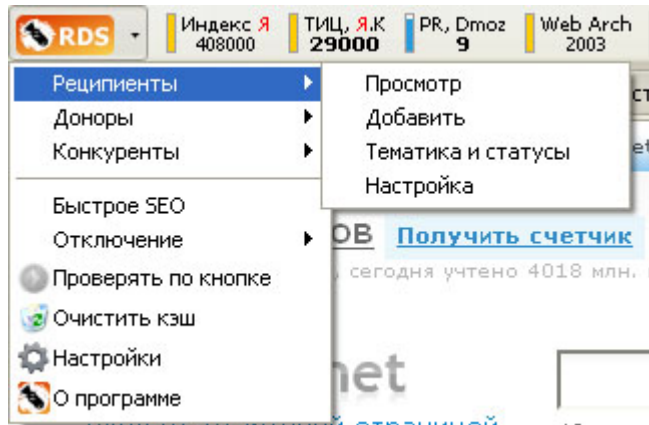 RDS
Индекс Я
408000
ТИЦ, Я.К
29000
PR, Dmoz
9
Web Arch
2003
Реципиенты
Доноры
Конкуренты
Быстрое SEO
Отключение
Проверять по кнопке
Очистить кэш
Настройки
О программе
Просмотр
Добавить
Тематика и статусы
Настройка
ОВ Получить счетчик
, сегодня учтено 4018 млн.
net